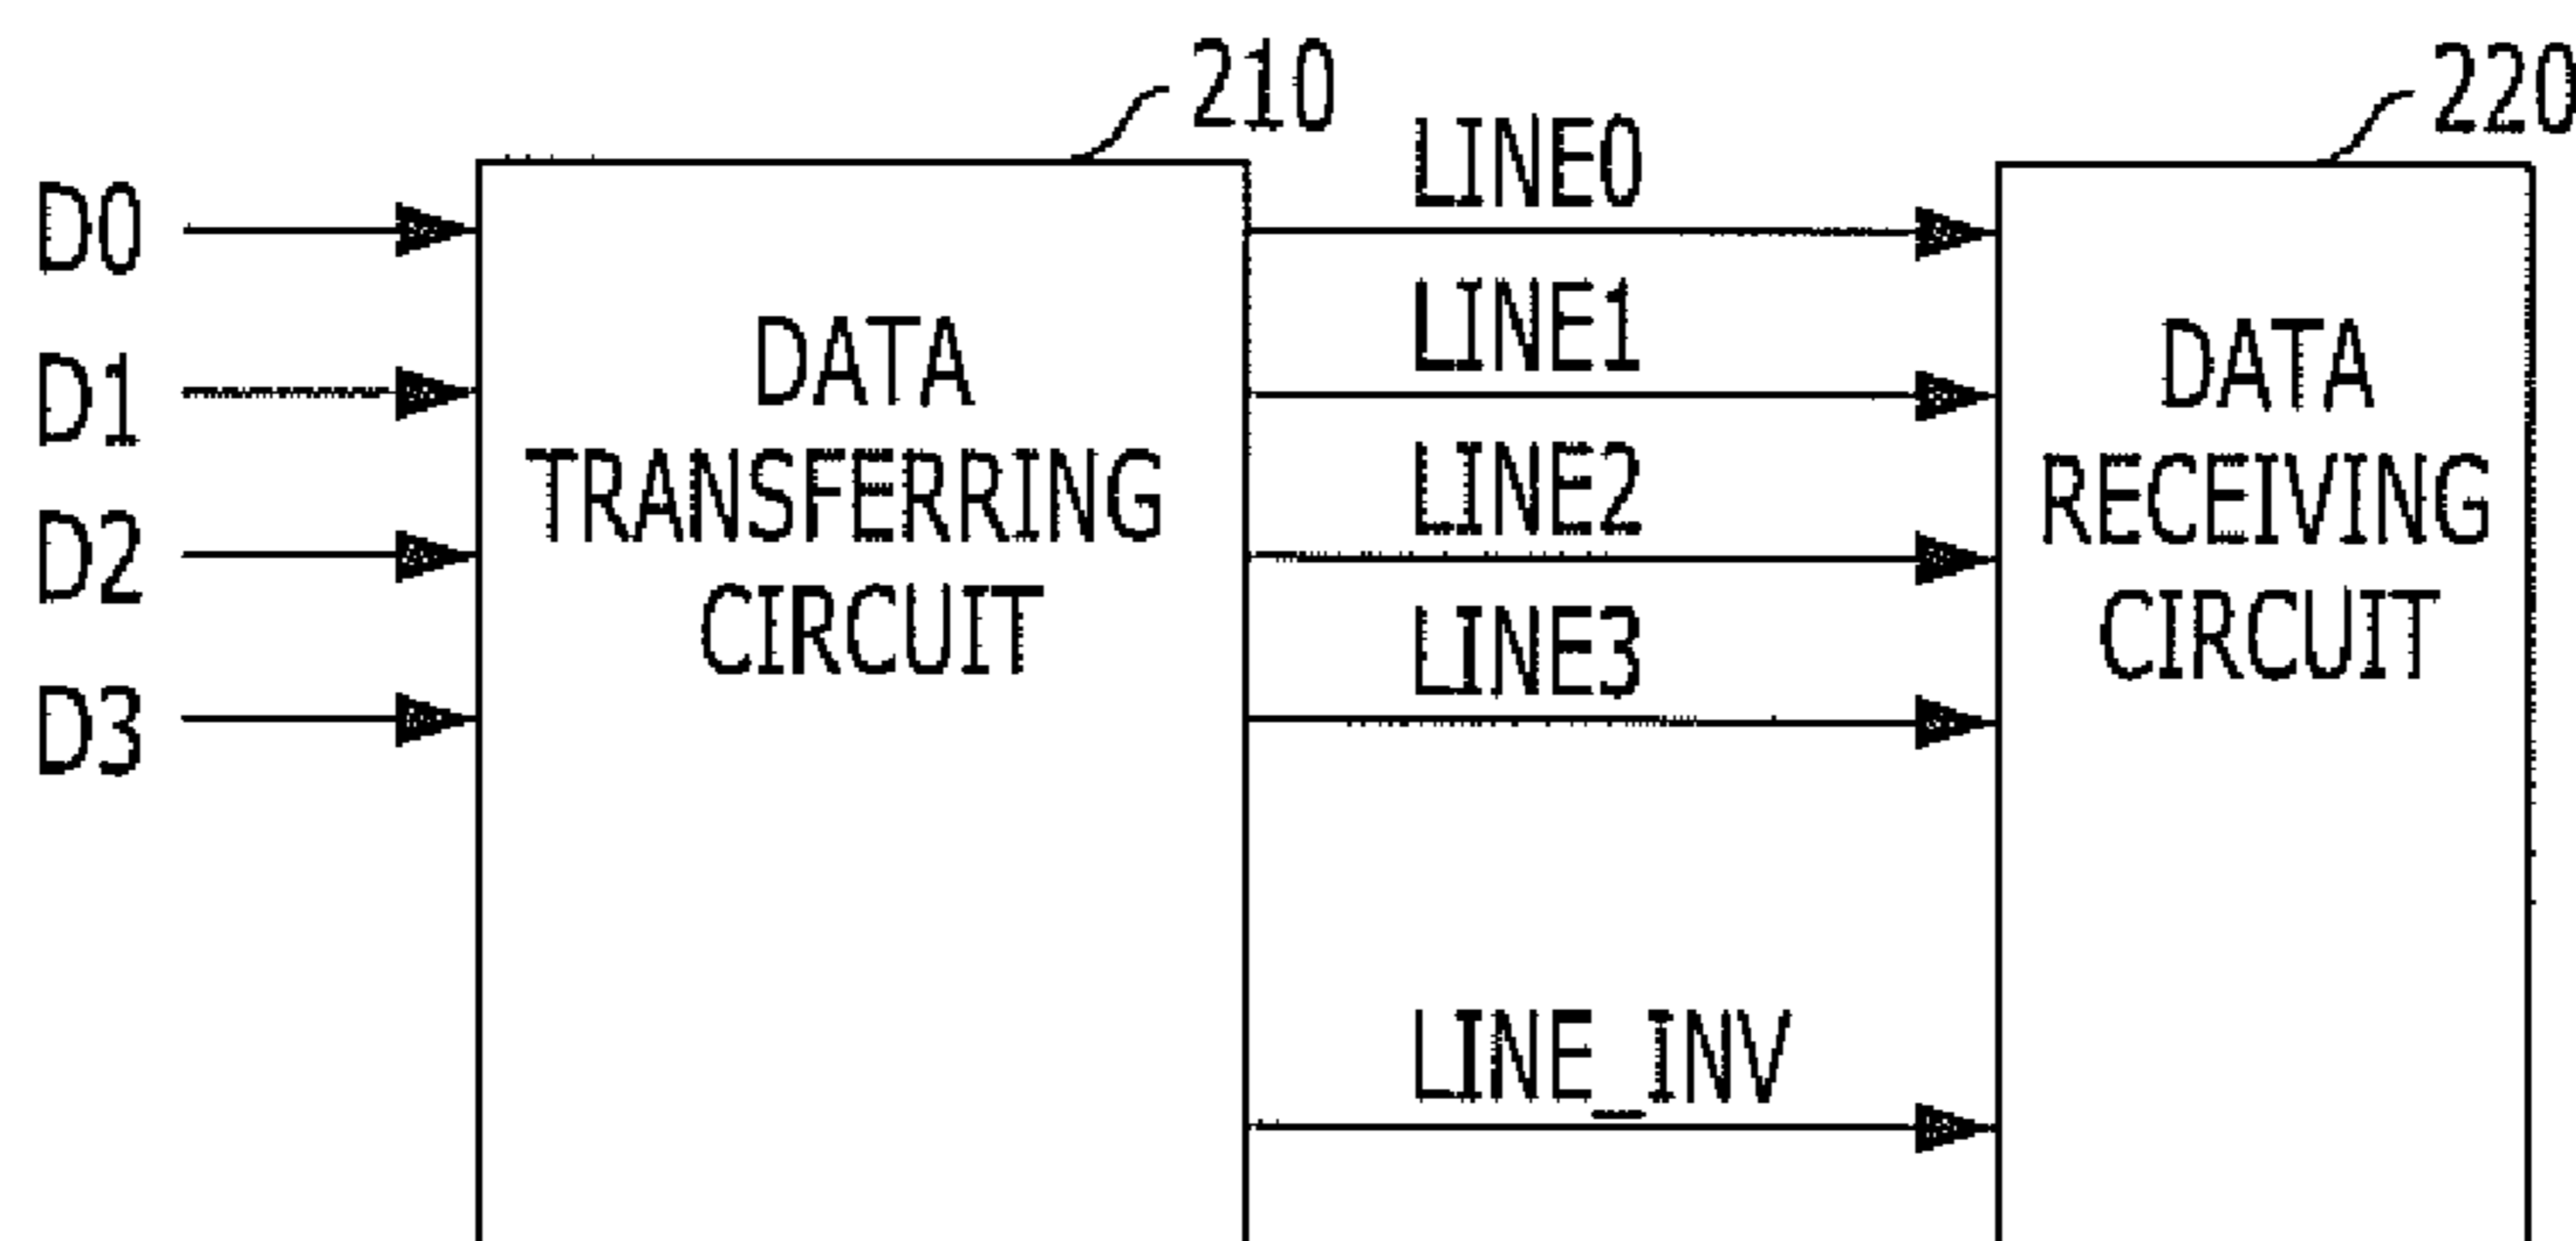 210
220
LINE0
D0
LINE1
D1
DATA
TRANSFERRING
CIRCUIT
DATA
RECEIVING
CIRCUIT
LINE2
D2
LINE3
D3
LINE_INV